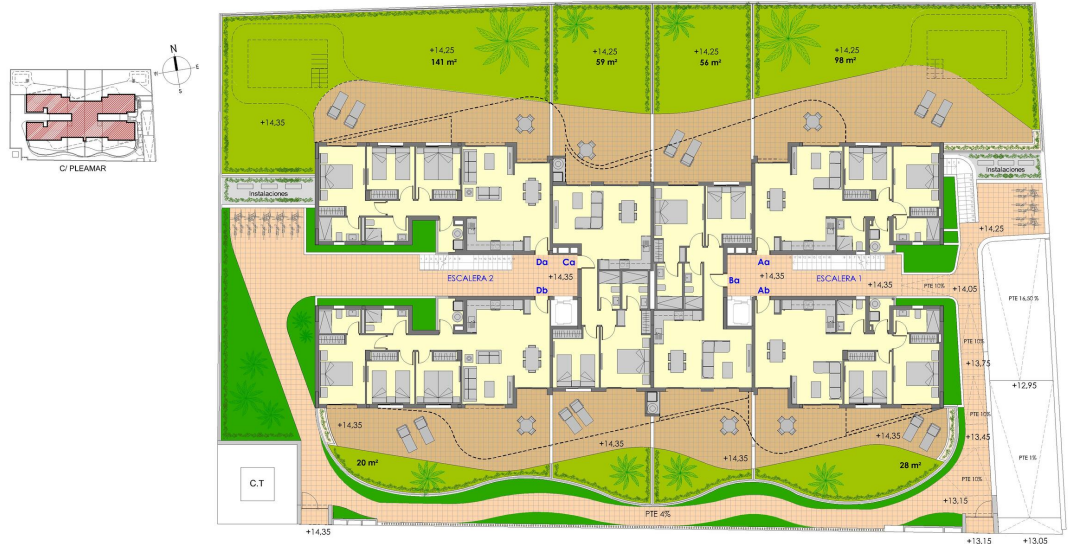 N
E
S
C/ PLEAMAR
+14,25
141 m²
+14,25
59 m²
+14,25
56 m²
+14,25
98 m²
+14,35
Instalaciones
Instalaciones
+14,25
Da
Ca
Aa
ESCALERA 2
+14,35
Ba
+14,35
ESCALERA 1
+14,35
PTE 10%
+14,05
Db
Ab
PTE 16,50 %
PTE 10%
+13,75
+12,95
PTE 10%
+13,45
PTE 1%
PTE 10%
+14,35
+14,35
+14,35
+14,35
20 m²
28 m²
C.T
PTE 4%
+13,15
+14,35
+13,15
+13,05